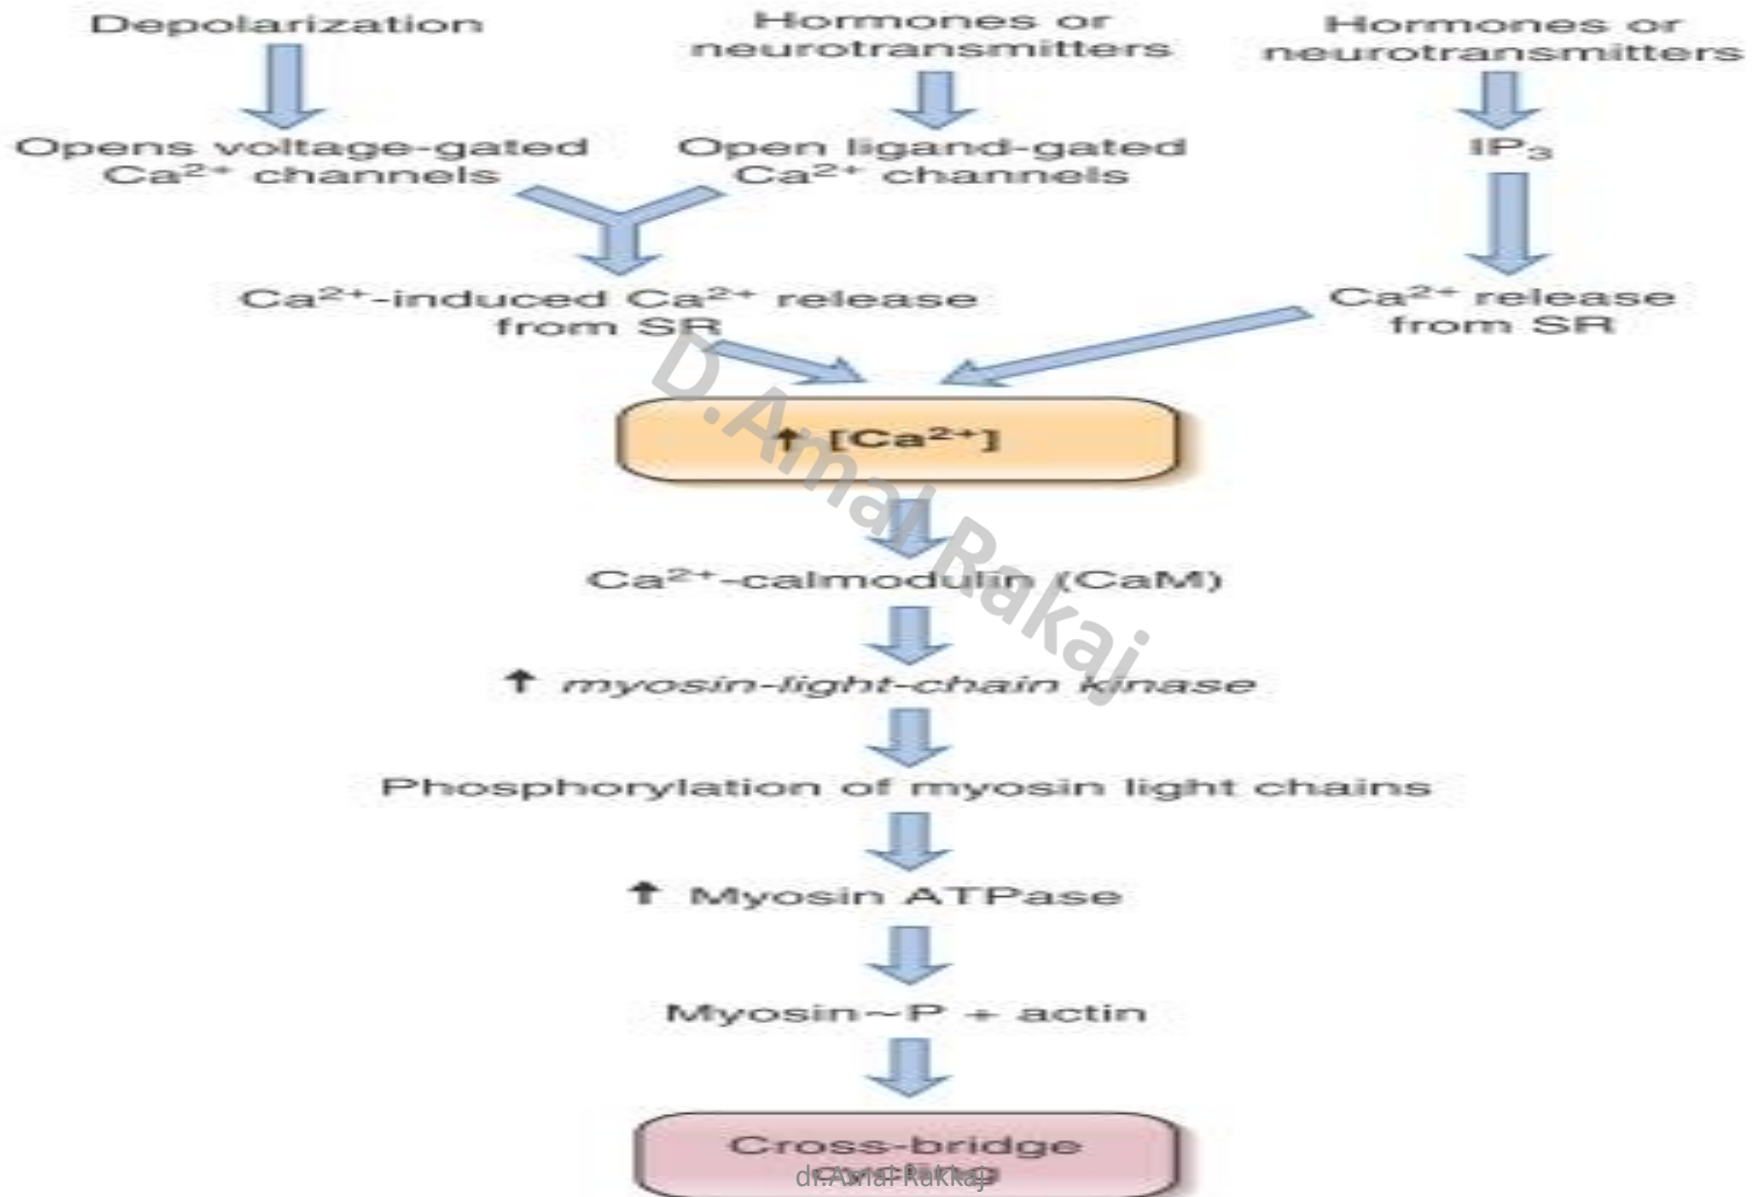 Depolarization
Hormones or
neurotransmitters
Hormones or
neurotransmitters
Opens voltage-gated
Ca²⁺ channels
Open ligand-gated
Ca²⁺ channels
IP₃
Ca²⁺-induced Ca²⁺ release
from SR
Ca²⁺ release
from SR
↑ [Ca²⁺]
D.Amal Rakaj
Ca²⁺-calmodulin (CaM)
↑ myosin-light-chain kinase
Phosphorylation of myosin light chains
↑ Myosin ATPase
Myosin~P + actin
Cross-bridge
dr.Amal Rakkaj